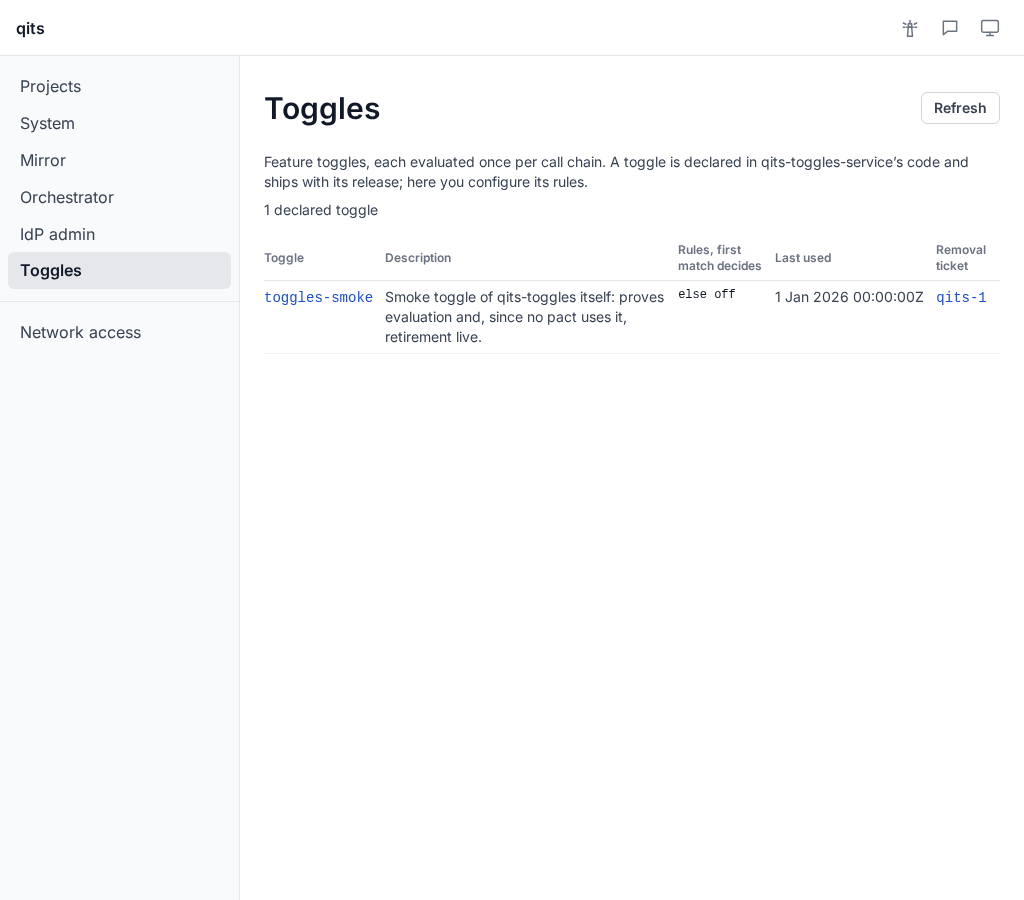 qits
Projects
System
Mirror
Orchestrator
IdP admin
Toggles
Network access
Toggles
Refresh
Feature toggles, each evaluated once per call chain. A toggle is declared in qits-toggles-service’s code and
ships with its release; here you configure its rules.
1 declared toggle
Toggle
Description
Rules, first
match decides
Last used
Removal
ticket
toggles-smoke
Smoke toggle of qits-toggles itself: proves
evaluation and, since no pact uses it,
retirement live.
else off
1 Jan 2026 00:00:00Z
qits-1